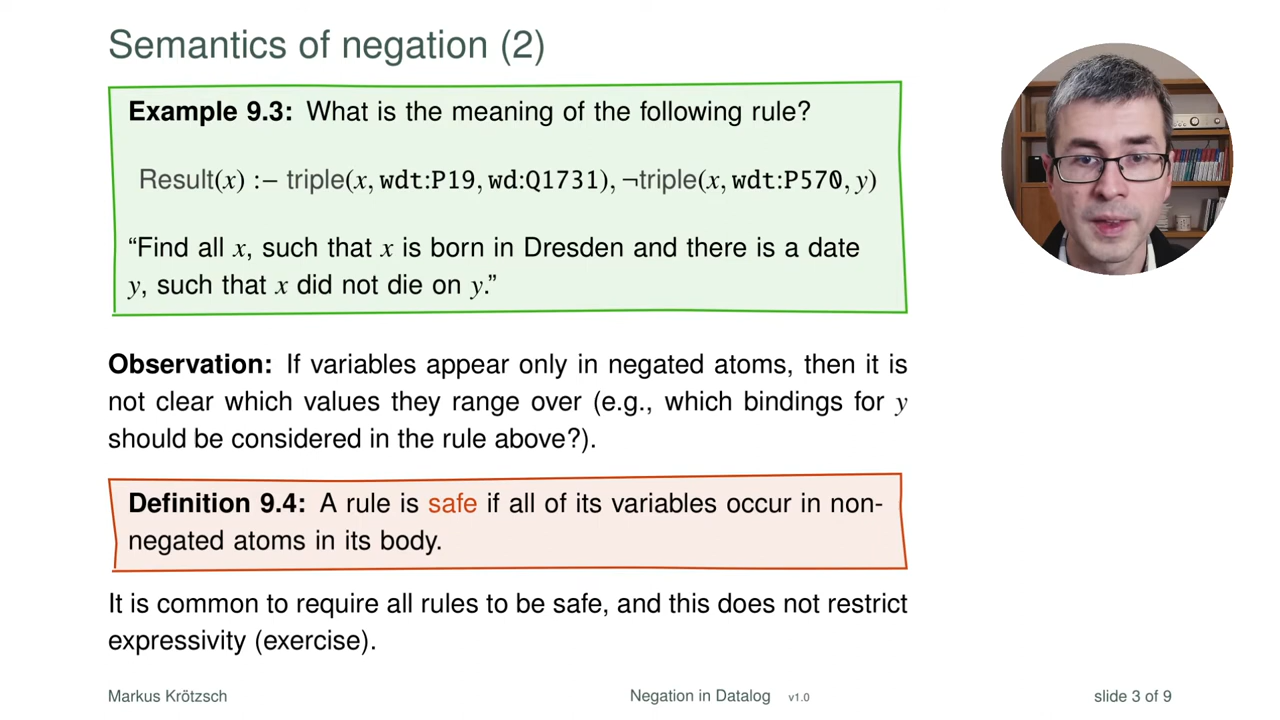 Semantics of negation (2)
Example 9.3: What is the meaning of the following rule?
Result(x) :– triple(x, wdt:P19, wd:Q1731), ¬triple(x, wdt:P570, y)
“Find all x, such that x is born in Dresden and there is a date
y, such that x did not die on y.”
Observation: If variables appear only in negated atoms, then it is
not clear which values they range over (e.g., which bindings for y
should be considered in the rule above?).
Definition 9.4: A rule is safe if all of its variables occur in non-
negated atoms in its body.
It is common to require all rules to be safe, and this does not restrict
expressivity (exercise).
Markus Krötzsch Negation in Datalog v1.0 slide 3 of 9